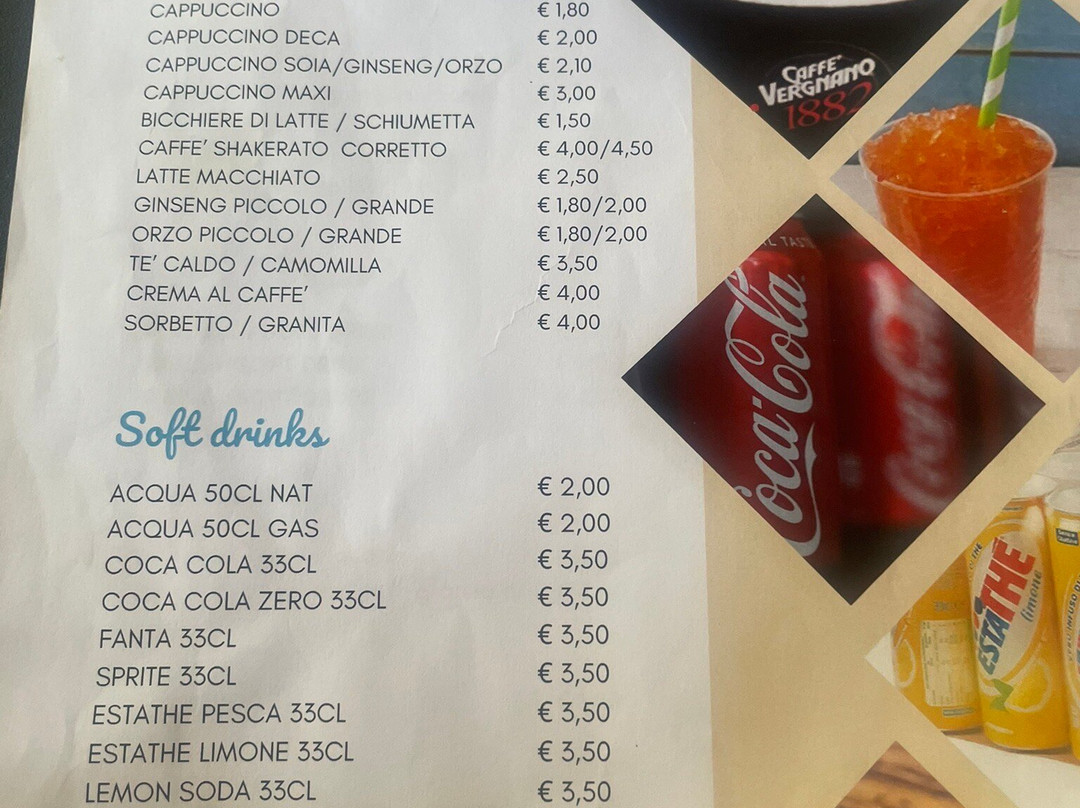 CAPPUCCINO € 1,80
CAPPUCCINO DECA € 2,00
CAPPUCCINO SOIA/GINSENG/ORZO € 2,10
CAPPUCCINO MAXI € 3,00
BICCHIERE DI LATTE / SCHIUMETTA € 1,50
CAFFE' SHAKERATO CORRETTO € 4,00/4,50
LATTE MACCHIATO € 2,50
GINSENG PICCOLO / GRANDE € 1,80/2,00
ORZO PICCOLO / GRANDE € 1,80/2,00
TE' CALDO / CAMOMILLA € 3,50
CREMA AL CAFFE' € 4,00
SORBETTO / GRANITA € 4,00
Soft drinks
ACQUA 50CL NAT € 2,00
ACQUA 50CL GAS € 2,00
COCA COLA 33CL € 3,50
COCA COLA ZERO 33CL € 3,50
FANTA 33CL € 3,50
SPRITE 33CL € 3,50
ESTATHE PESCA 33CL € 3,50
ESTATHE LIMONE 33CL € 3,50
LEMON SODA 33CL € 3,50
CAFFÈ
VERGNANO
1882
Coca-Cola
Coca-Cola
ESTATHÉ
limone